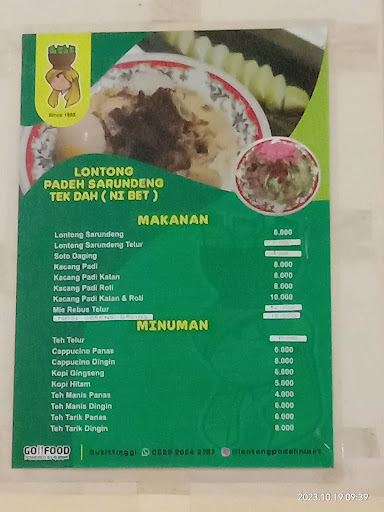 Since 1986
LONTONG
PADEH SARUNDENG
TEK DAH ( NI BET )
MAKANAN
Lontong Sarundeng 8.000
Lontong Sarundeng Telur
Soto Daging
Kacang Padi 8.000
Kacang Padi Katan 8.000
Kacang Padi Roti 8.000
Kacang Padi Katan & Roti 10.000
Mie Rebus Telur
MINUMAN
Teh Telur
Cappucino Panas 6.000
Cappucino Dingin 8.000
Kopi Gingseng 6.000
Kopi Hitam 5.000
Teh Manis Panas 4.000
Teh Manis Dingin 6.000
Teh Tarik Panas 6.000
Teh Tarik Dingin 8.000
GOFOOD
Bukittinggi
2023.10.19 09:39